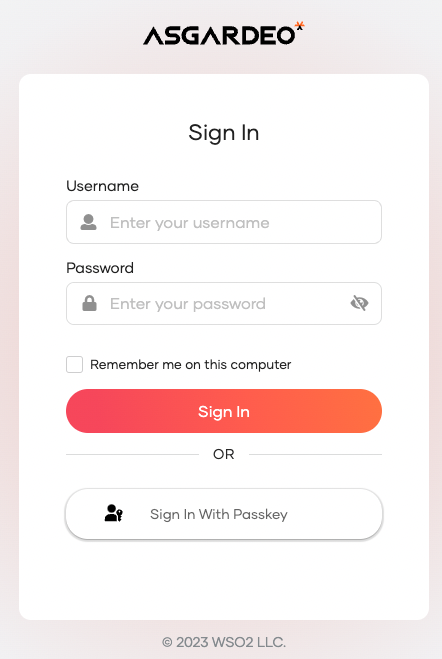 ASGARDEO
Sign In
Username
Enter your username
Password
Enter your password
Remember me on this computer
Sign In
OR
Sign In With Passkey
© 2023 WSO2 LLC.